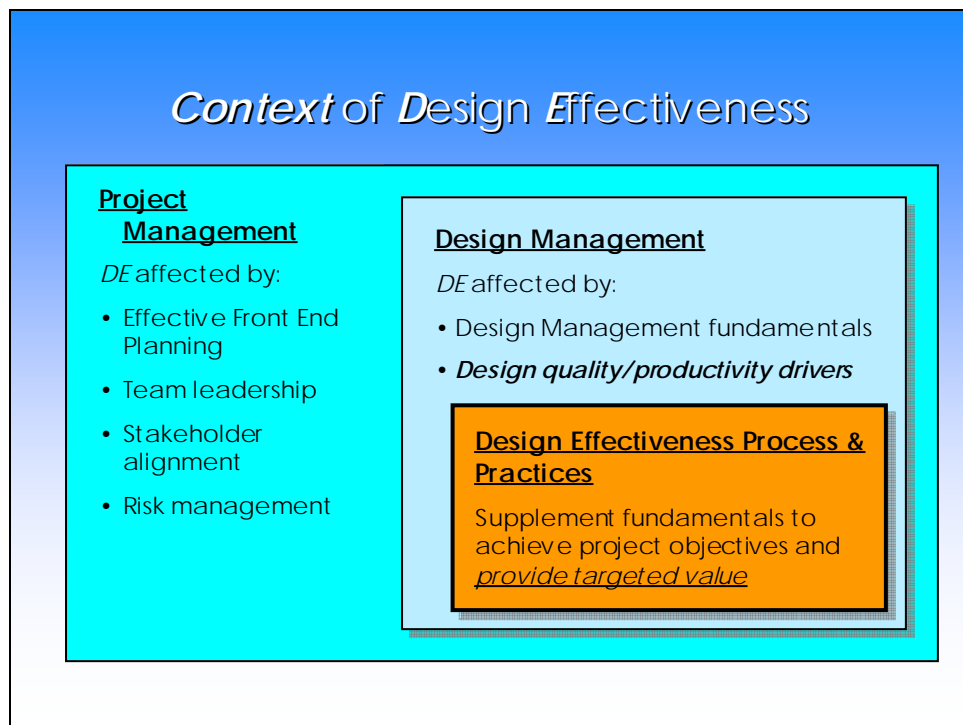 Context of Design Effectiveness
Project
Management
DE affected by:
• Effective Front End
Planning
• Team leadership
• Stakeholder
alignment
• Risk management
Design Management
DE affected by:
• Design Management fundamentals
• Design quality/productivity drivers
Design Effectiveness Process &
Practices
Supplement fundamentals to
achieve project objectives and
provide targeted value